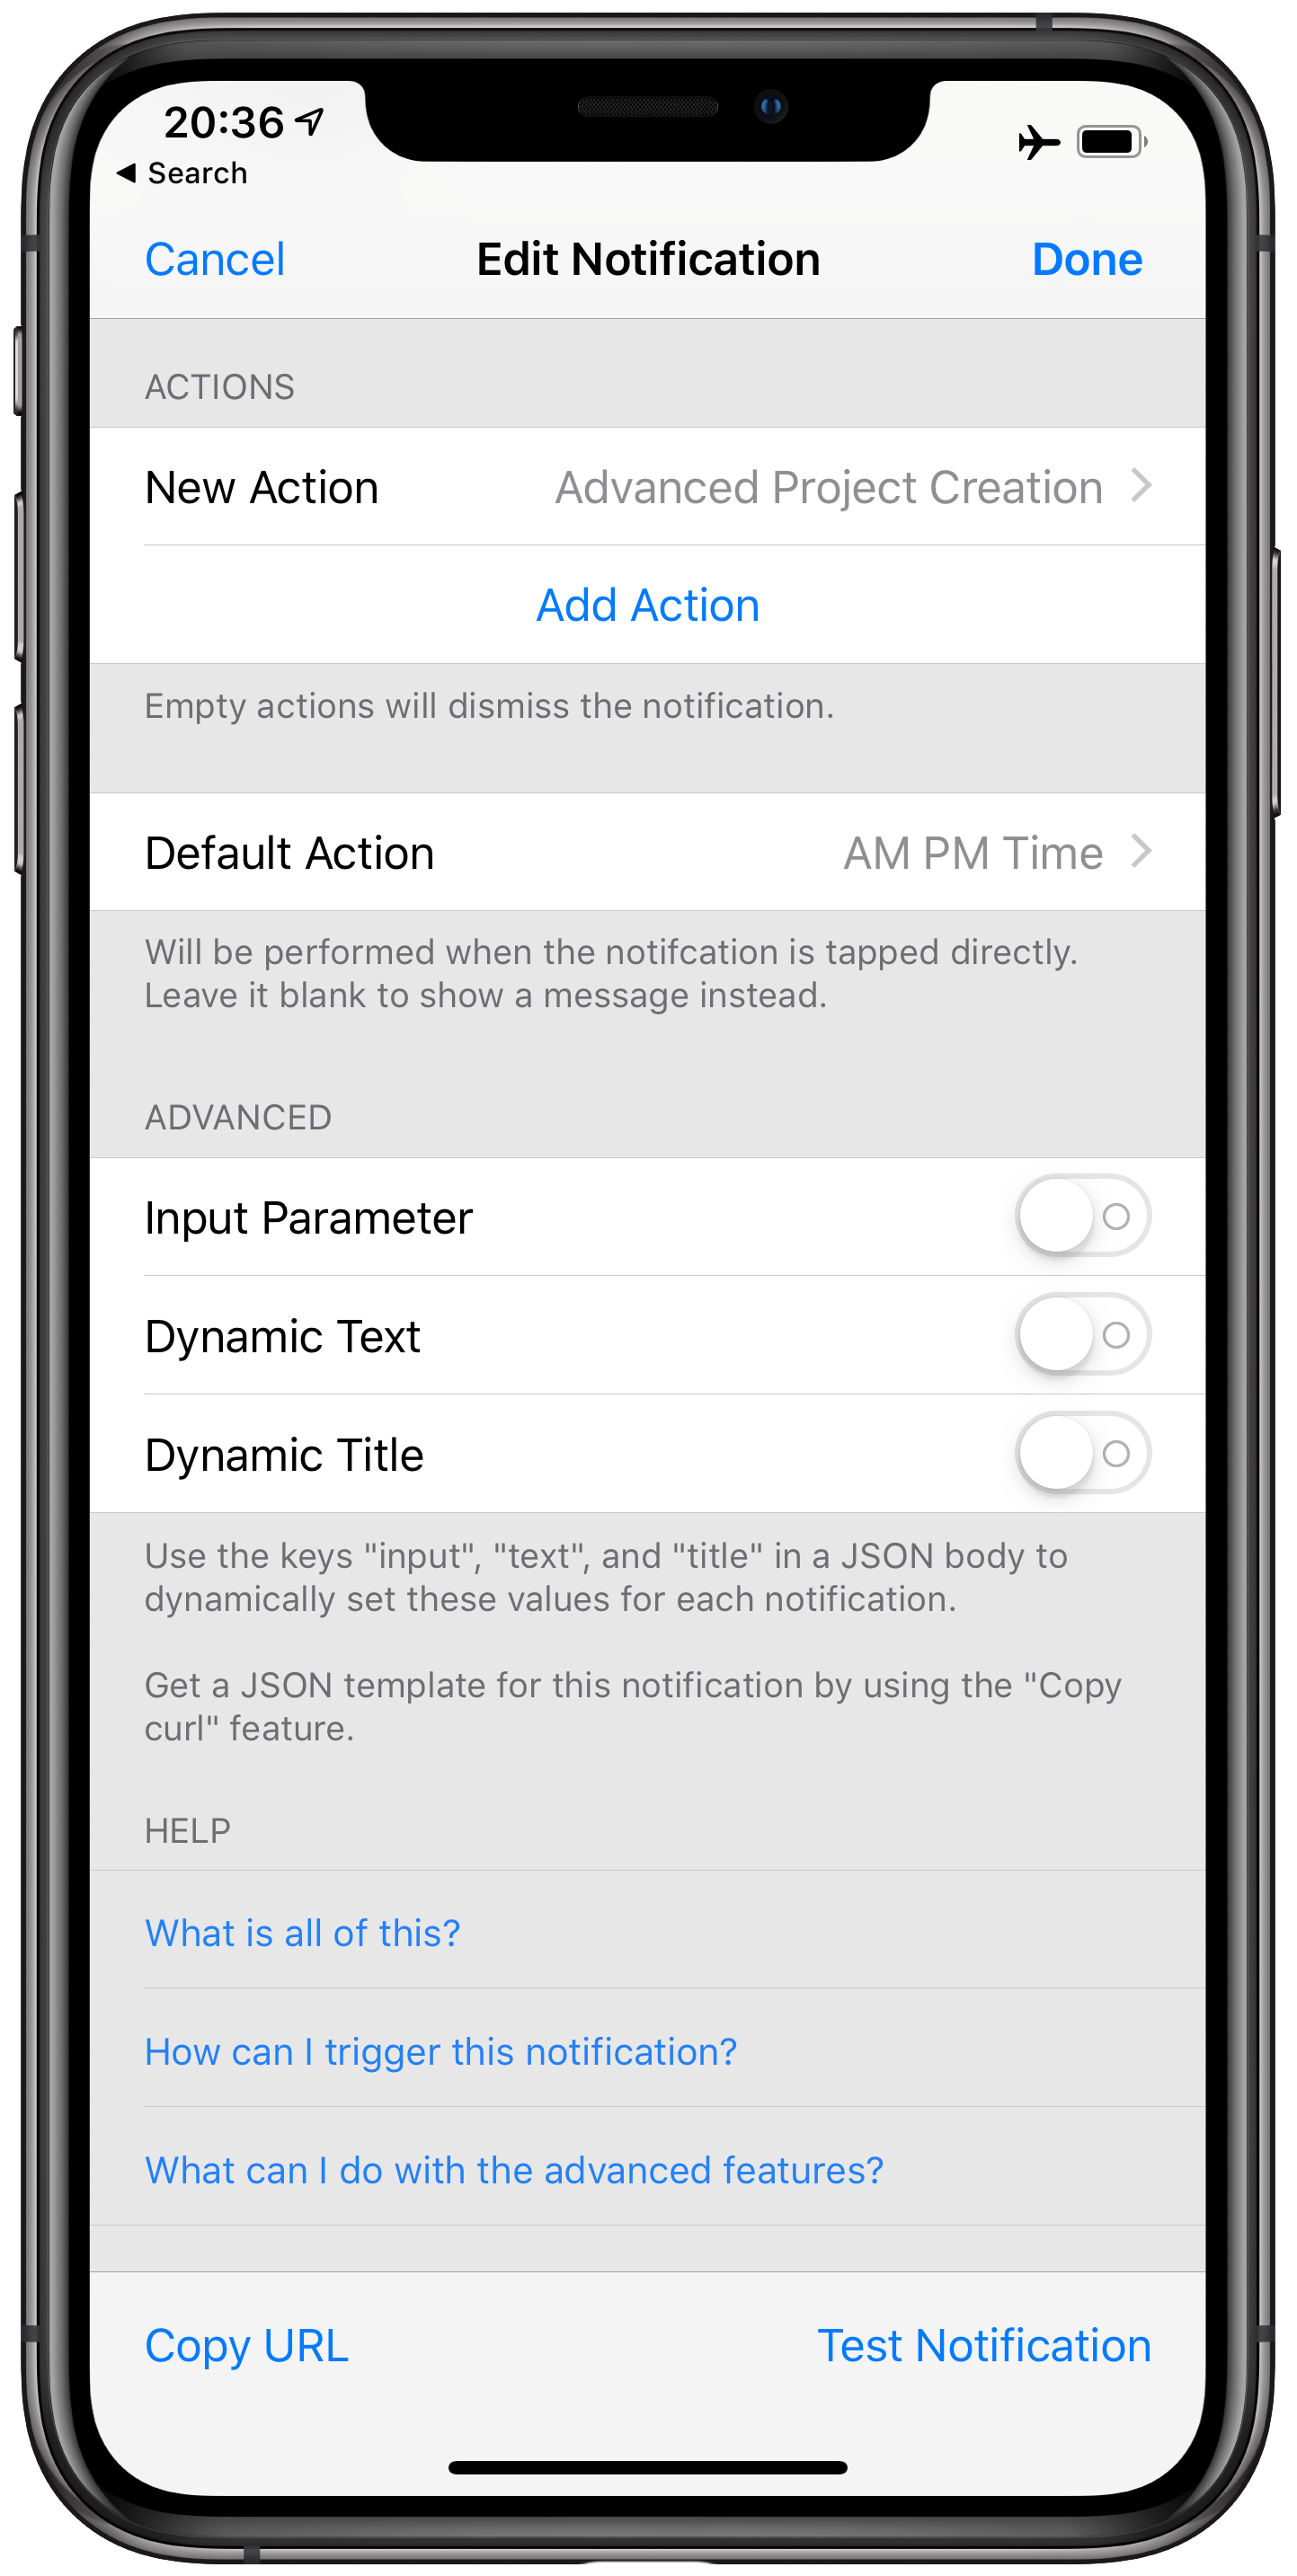 20:36
◀ Search
Cancel Edit Notification Done
ACTIONS
New Action Advanced Project Creation
Add Action
Empty actions will dismiss the notification.
Default Action AM PM Time
Will be performed when the notifcation is tapped directly.
Leave it blank to show a message instead.
ADVANCED
Input Parameter
Dynamic Text
Dynamic Title
Use the keys "input", "text", and "title" in a JSON body to
dynamically set these values for each notification.
Get a JSON template for this notification by using the "Copy
curl" feature.
HELP
What is all of this?
How can I trigger this notification?
What can I do with the advanced features?
Copy URL Test Notification